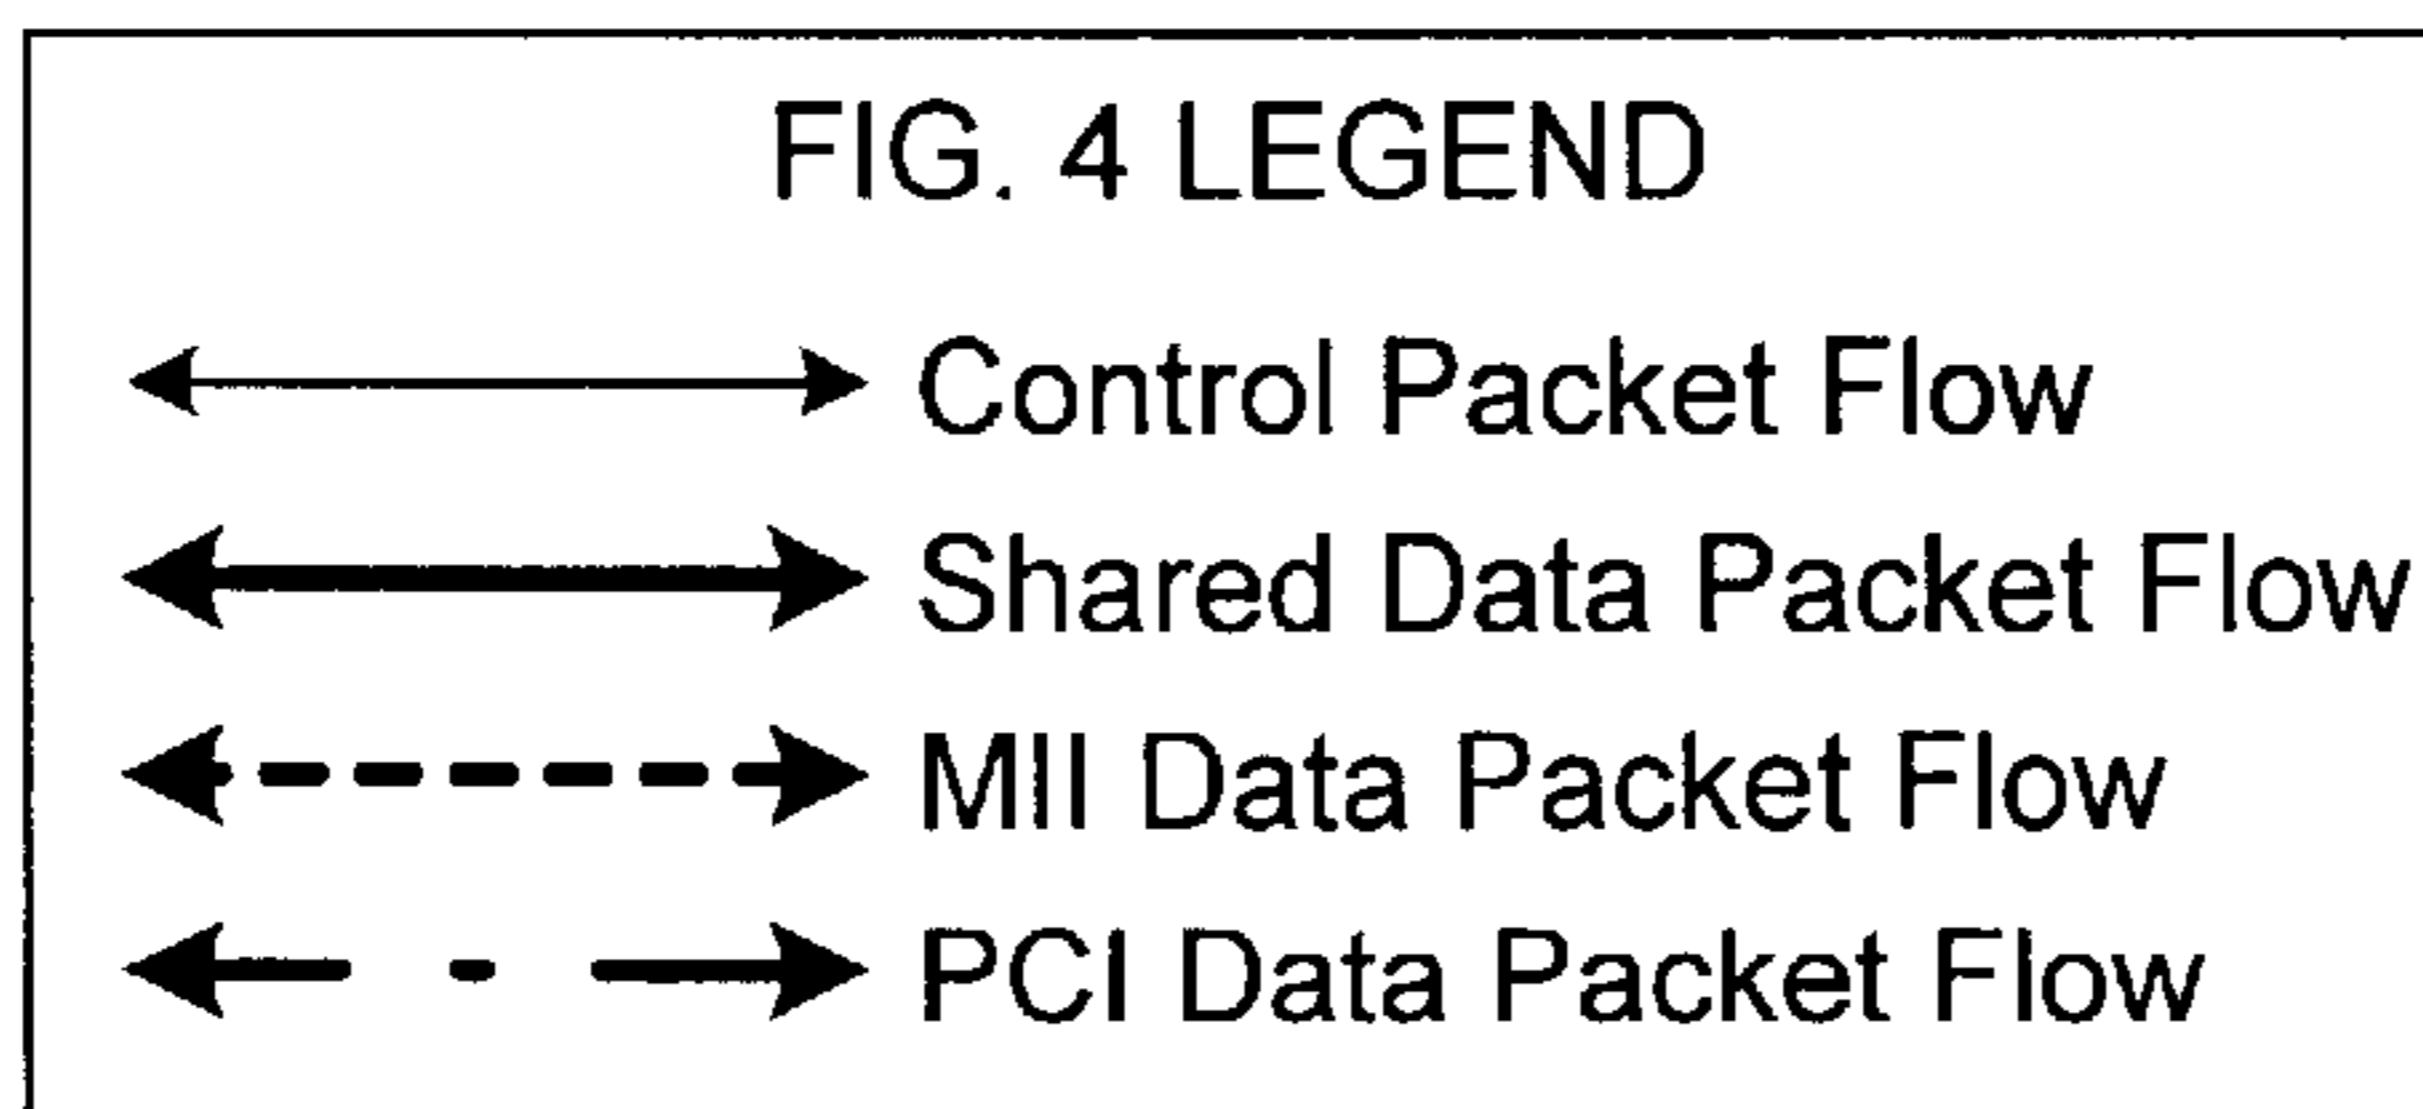 FIG. 4 LEGEND
Control Packet Flow
Shared Data Packet Flow
MII Data Packet Flow
PCI Data Packet Flow